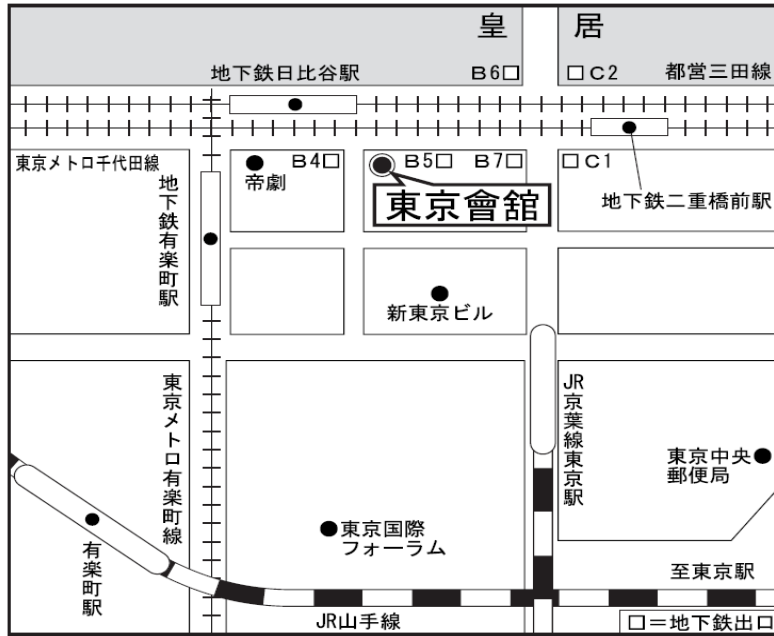 皇居
地下鉄日比谷駅
B6□
□C2
都営三田線
東京メトロ千代田線
帝劇
B4□
B5□
B7□
□C1
東京會舘
地下鉄二重橋前駅
地下鉄有楽町駅
新東京ビル
東京メトロ有楽町線
JR京葉線東京駅
東京中央
郵便局
東京国際
フォーラム
有楽町駅
至東京駅
JR山手線
□=地下鉄出口